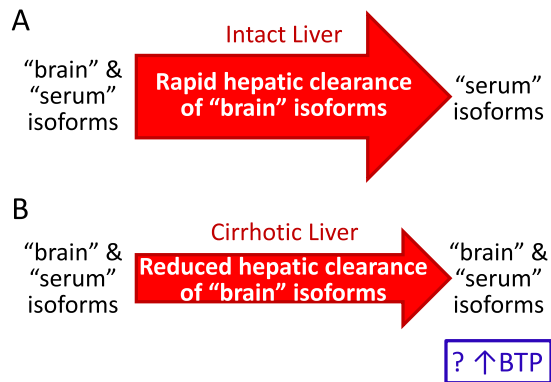 A
Intact Liver
“brain” &
“serum”
isoforms
Rapid hepatic clearance
of “brain” isoforms
“serum”
isoforms
B
Cirrhotic Liver
“brain” &
“serum”
isoforms
Reduced hepatic clearance
of “brain” isoforms
“brain” &
“serum”
isoforms
? ↑BTP